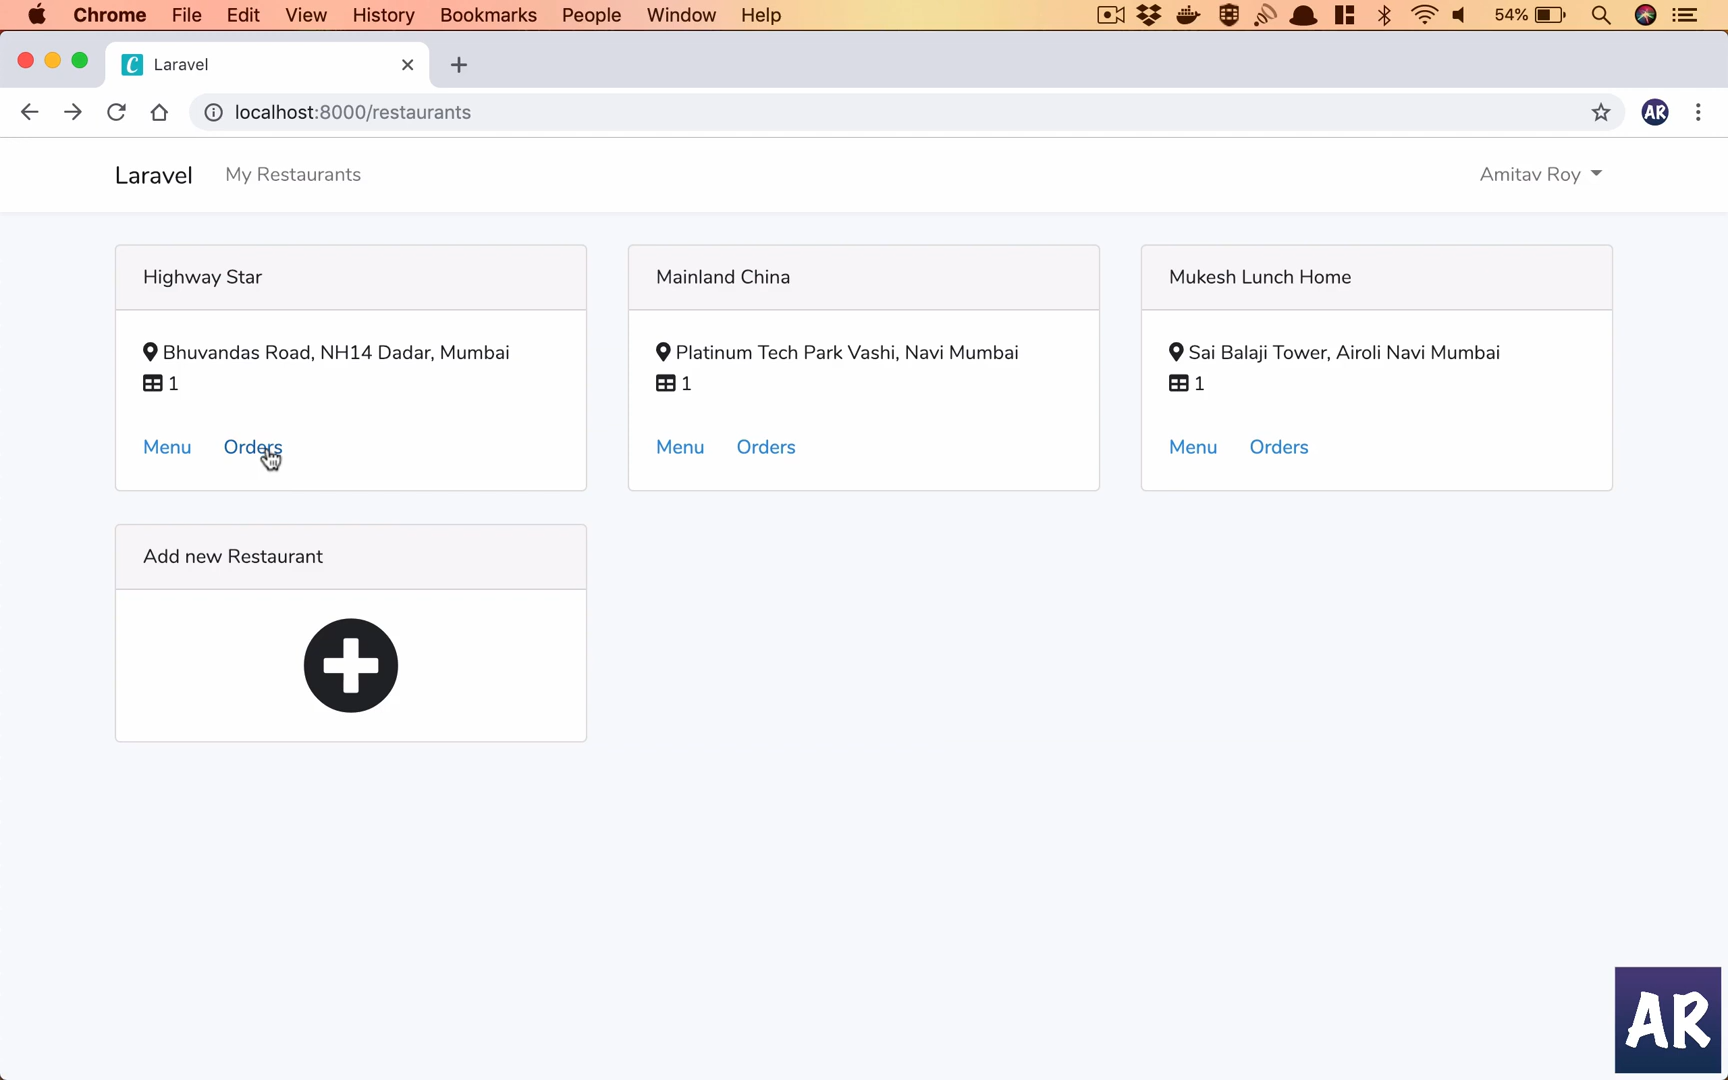 Chrome File Edit View History Bookmarks People Window Help 54%
Laravel
localhost:8000/restaurants AR
Laravel My Restaurants Amitav Roy
Highway Star
Bhuvandas Road, NH14 Dadar, Mumbai
1
Menu Orders
Mainland China
Platinum Tech Park Vashi, Navi Mumbai
1
Menu Orders
Mukesh Lunch Home
Sai Balaji Tower, Airoli Navi Mumbai
1
Menu Orders
Add new Restaurant
AR